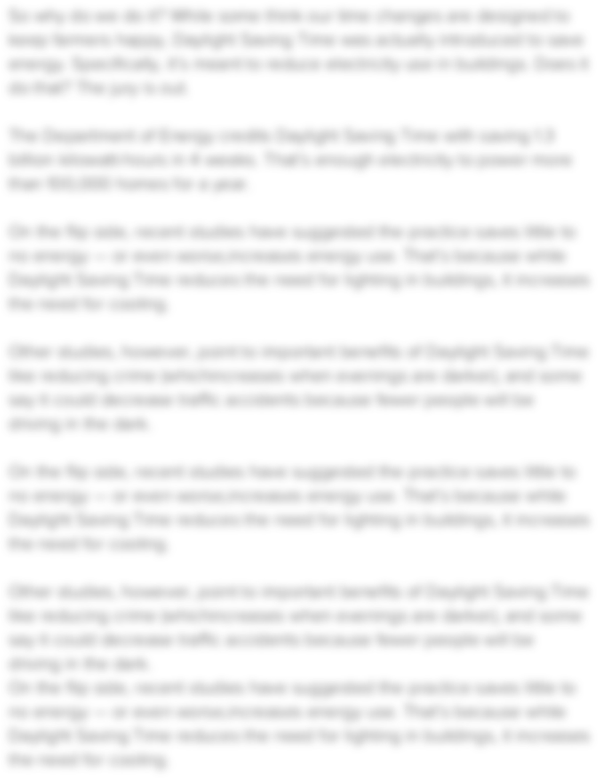 So why do we do it? While some think our time changes are designed to
keep farmers happy, Daylight Saving Time was actually introduced to save
energy. Specifically, it's meant to reduce electricity use in buildings. Does it
do that? The jury is out.
The Department of Energy credits Daylight Saving Time with saving 1.3
billion kilowatt-hours in 4 weeks. That's enough electricity to power more
than 100,000 homes for a year.
On the flip side, recent studies have suggested the practice saves little to
no energy — or even worse,increases energy use. That's because while
Daylight Saving Time reduces the need for lighting in buildings, it increases
the need for cooling.
Other studies, however, point to important benefits of Daylight Saving Time
like reducing crime (whichincreases when evenings are darker), and some
say it could decrease traffic accidents because fewer people will be
driving in the dark.
On the flip side, recent studies have suggested the practice saves little to
no energy — or even worse,increases energy use. That's because while
Daylight Saving Time reduces the need for lighting in buildings, it increases
the need for cooling.
Other studies, however, point to important benefits of Daylight Saving Time
like reducing crime (whichincreases when evenings are darker), and some
say it could decrease traffic accidents because fewer people will be
driving in the dark.
On the flip side, recent studies have suggested the practice saves little to
no energy — or even worse,increases energy use. That's because while
Daylight Saving Time reduces the need for lighting in buildings, it increases
the need for cooling.